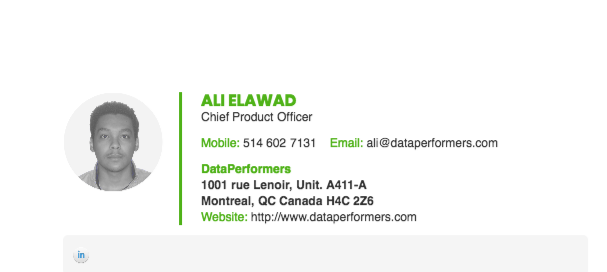 ALI ELAWAD
Chief Product Officer
Mobile: 514 602 7131 Email: ali@dataperformers.com
DataPerformers
1001 rue Lenoir, Unit. A411-A
Montreal, QC Canada H4C 2Z6
Website: http://www.dataperformers.com
in